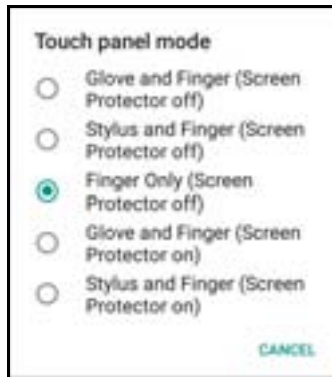 Touch panel mode
Glove and Finger (Screen
Protector off)
Stylus and Finger (Screen
Protector off)
Finger Only (Screen
Protector off)
Glove and Finger (Screen
Protector on)
Stylus and Finger (Screen
Protector on)
CANCEL